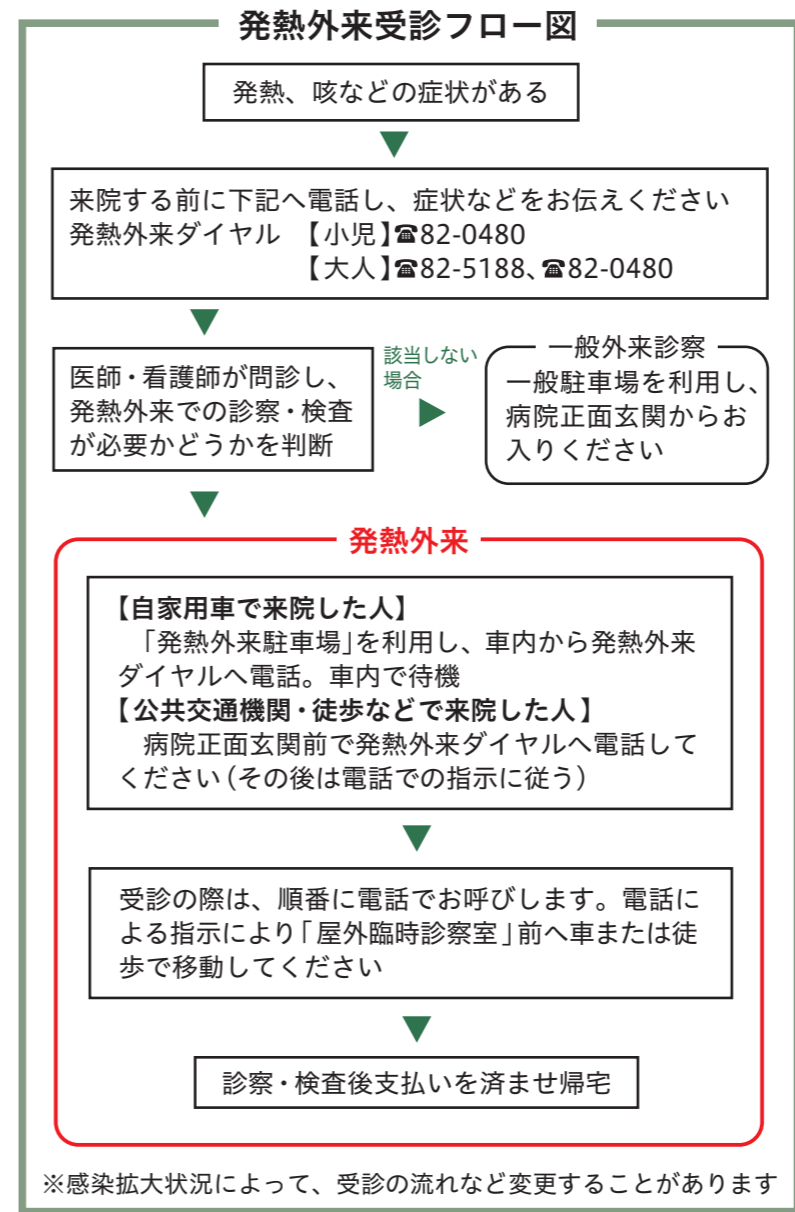 発熱外来受診フロー図
発熱、咳などの症状がある
来院する前に下記へ電話し、症状などをお伝えください
発熱外来ダイヤル 【小児】☎82-0480
【大人】☎82-5188、☎82-0480
医師・看護師が問診し、
発熱外来での診察・検査
が必要かどうかを判断
該当しない
場合
一般外来診察
一般駐車場を利用し、
病院正面玄関からお
入りください
発熱外来
【自家用車で来院した人】
「発熱外来駐車場」を利用し、車内から発熱外来
ダイヤルへ電話。車内で待機
【公共交通機関・徒歩などで来院した人】
病院正面玄関前で発熱外来ダイヤルへ電話して
ください(その後は電話での指示に従う)
受診の際は、順番に電話でお呼びします。電話に
よる指示により「屋外臨時診察室」前へ車または徒
歩で移動してください
診察・検査後支払いを済ませ帰宅
※感染拡大状況によって、受診の流れなど変更することがあります